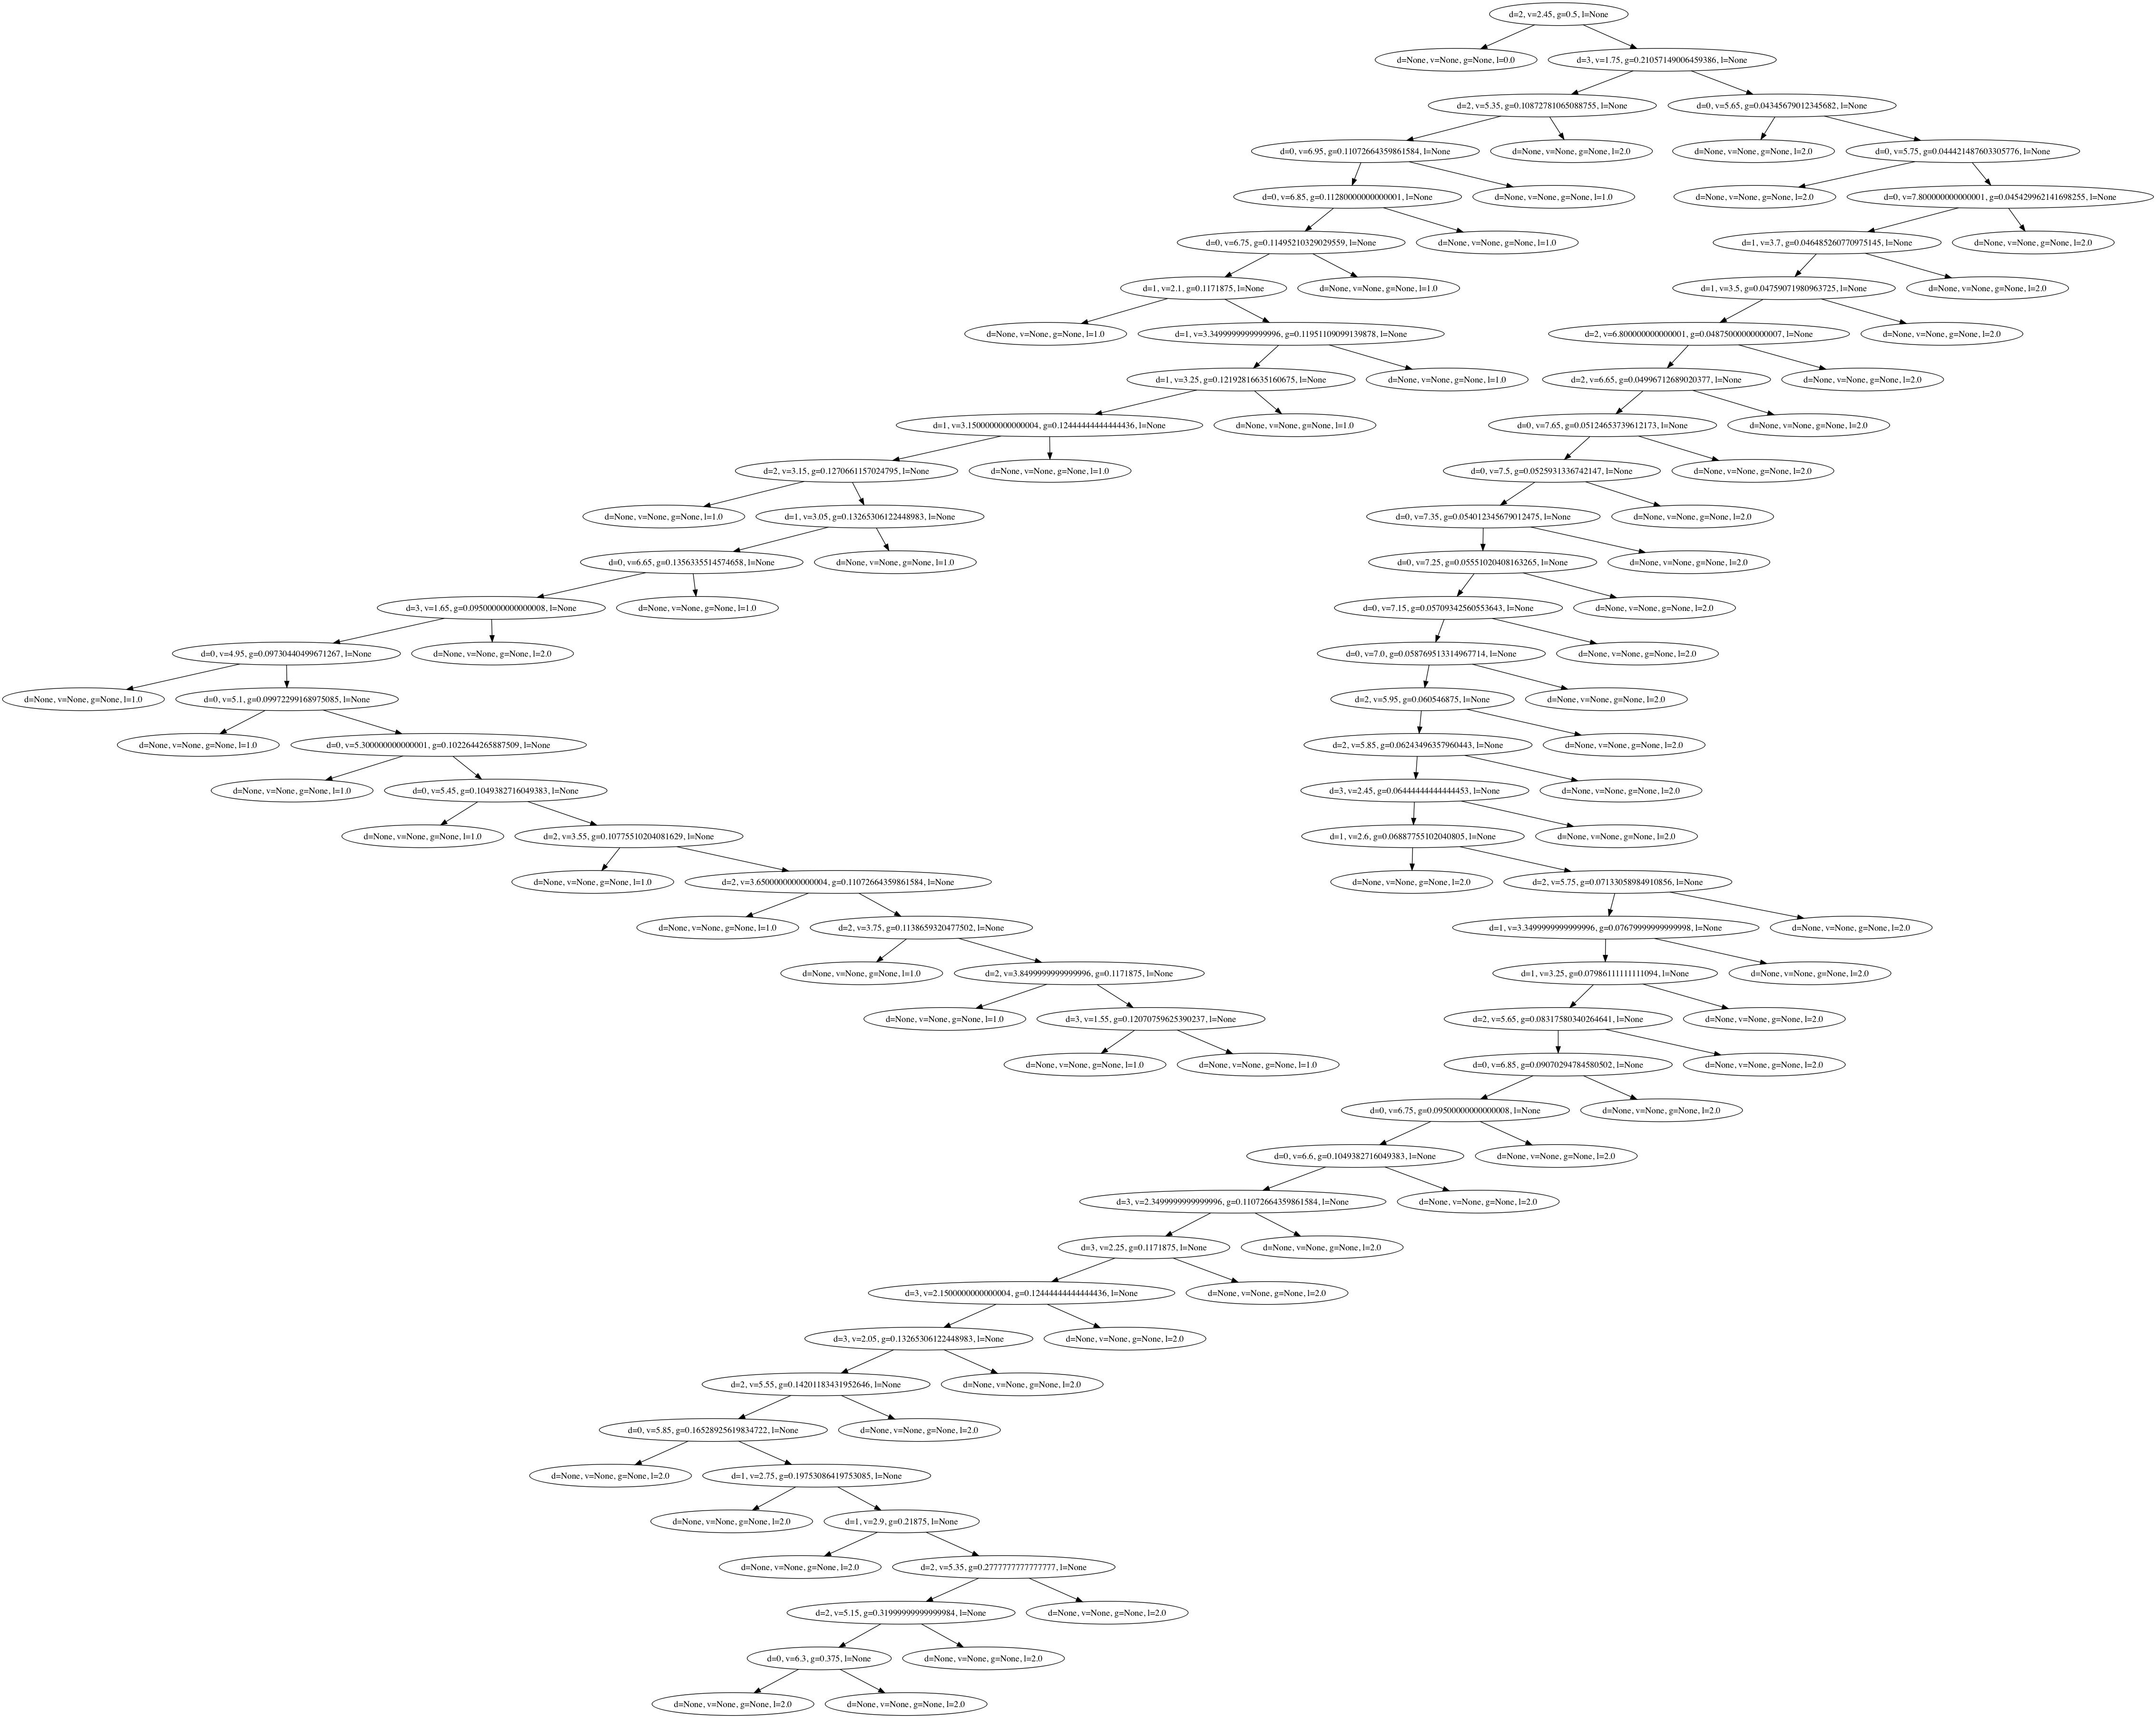 d=2, v=2.45, g=0.5, l=None
d=None, v=None, g=None, l=0.0
d=3, v=1.75, g=0.21057149006459386, l=None
d=2, v=5.35, g=0.10872781065088755, l=None
d=0, v=5.65, g=0.04345679012345682, l=None
d=0, v=6.95, g=0.11072664359861584, l=None
d=None, v=None, g=None, l=2.0
d=None, v=None, g=None, l=2.0
d=0, v=5.75, g=0.044421487603305776, l=None
d=0, v=6.85, g=0.11280000000000001, l=None
d=None, v=None, g=None, l=1.0
d=None, v=None, g=None, l=2.0
d=0, v=7.800000000000001, g=0.045429962141698255, l=None
d=0, v=6.75, g=0.11495210329029559, l=None
d=None, v=None, g=None, l=1.0
d=1, v=3.7, g=0.046485260770975145, l=None
d=None, v=None, g=None, l=2.0
d=1, v=2.1, g=0.1171875, l=None
d=None, v=None, g=None, l=1.0
d=1, v=3.5, g=0.04759071980963725, l=None
d=None, v=None, g=None, l=2.0
d=None, v=None, g=None, l=1.0
d=1, v=3.3499999999999996, g=0.11951109099139878, l=None
d=2, v=6.800000000000001, g=0.04875000000000007, l=None
d=None, v=None, g=None, l=2.0
d=1, v=3.25, g=0.12192816635160675, l=None
d=None, v=None, g=None, l=1.0
d=2, v=6.65, g=0.04996712689020377, l=None
d=None, v=None, g=None, l=2.0
d=1, v=3.1500000000000004, g=0.12444444444444436, l=None
d=None, v=None, g=None, l=1.0
d=0, v=7.65, g=0.05124653739612173, l=None
d=None, v=None, g=None, l=2.0
d=2, v=3.15, g=0.1270661157024795, l=None
d=None, v=None, g=None, l=1.0
d=0, v=7.5, g=0.0525931336742147, l=None
d=None, v=None, g=None, l=2.0
d=None, v=None, g=None, l=1.0
d=1, v=3.05, g=0.13265306122448983, l=None
d=0, v=7.35, g=0.054012345679012475, l=None
d=None, v=None, g=None, l=2.0
d=0, v=6.65, g=0.1356335514574658, l=None
d=None, v=None, g=None, l=1.0
d=0, v=7.25, g=0.05551020408163265, l=None
d=None, v=None, g=None, l=2.0
d=3, v=1.65, g=0.09500000000000008, l=None
d=None, v=None, g=None, l=1.0
d=0, v=7.15, g=0.05709342560553643, l=None
d=None, v=None, g=None, l=2.0
d=0, v=4.95, g=0.09730440499671267, l=None
d=None, v=None, g=None, l=2.0
d=0, v=7.0, g=0.058769513314967714, l=None
d=None, v=None, g=None, l=2.0
d=None, v=None, g=None, l=1.0
d=0, v=5.1, g=0.09972299168975085, l=None
d=2, v=5.95, g=0.060546875, l=None
d=None, v=None, g=None, l=2.0
d=None, v=None, g=None, l=1.0
d=0, v=5.300000000000001, g=0.1022644265887509, l=None
d=2, v=5.85, g=0.06243496357960443, l=None
d=None, v=None, g=None, l=2.0
d=None, v=None, g=None, l=1.0
d=0, v=5.45, g=0.1049382716049383, l=None
d=3, v=2.45, g=0.06444444444444453, l=None
d=None, v=None, g=None, l=2.0
d=None, v=None, g=None, l=1.0
d=2, v=3.55, g=0.10775510204081629, l=None
d=1, v=2.6, g=0.06887755102040805, l=None
d=None, v=None, g=None, l=2.0
d=None, v=None, g=None, l=1.0
d=2, v=3.6500000000000004, g=0.11072664359861584, l=None
d=None, v=None, g=None, l=2.0
d=2, v=5.75, g=0.07133058984910856, l=None
d=None, v=None, g=None, l=1.0
d=2, v=3.75, g=0.1138659320477502, l=None
d=1, v=3.3499999999999996, g=0.07679999999999998, l=None
d=None, v=None, g=None, l=2.0
d=None, v=None, g=None, l=1.0
d=2, v=3.8499999999999996, g=0.1171875, l=None
d=1, v=3.25, g=0.07986111111111094, l=None
d=None, v=None, g=None, l=2.0
d=None, v=None, g=None, l=1.0
d=3, v=1.55, g=0.12070759625390237, l=None
d=2, v=5.65, g=0.08317580340264641, l=None
d=None, v=None, g=None, l=2.0
d=None, v=None, g=None, l=1.0
d=None, v=None, g=None, l=1.0
d=0, v=6.85, g=0.09070294784580502, l=None
d=None, v=None, g=None, l=2.0
d=0, v=6.75, g=0.09500000000000008, l=None
d=None, v=None, g=None, l=2.0
d=0, v=6.6, g=0.1049382716049383, l=None
d=None, v=None, g=None, l=2.0
d=3, v=2.3499999999999996, g=0.11072664359861584, l=None
d=None, v=None, g=None, l=2.0
d=3, v=2.25, g=0.1171875, l=None
d=None, v=None, g=None, l=2.0
d=3, v=2.1500000000000004, g=0.12444444444444436, l=None
d=None, v=None, g=None, l=2.0
d=3, v=2.05, g=0.13265306122448983, l=None
d=None, v=None, g=None, l=2.0
d=2, v=5.55, g=0.14201183431952646, l=None
d=None, v=None, g=None, l=2.0
d=0, v=5.85, g=0.16528925619834722, l=None
d=None, v=None, g=None, l=2.0
d=None, v=None, g=None, l=2.0
d=1, v=2.75, g=0.19753086419753085, l=None
d=None, v=None, g=None, l=2.0
d=1, v=2.9, g=0.21875, l=None
d=None, v=None, g=None, l=2.0
d=2, v=5.35, g=0.2777777777777777, l=None
d=2, v=5.15, g=0.31999999999999984, l=None
d=None, v=None, g=None, l=2.0
d=0, v=6.3, g=0.375, l=None
d=None, v=None, g=None, l=2.0
d=None, v=None, g=None, l=2.0
d=None, v=None, g=None, l=2.0